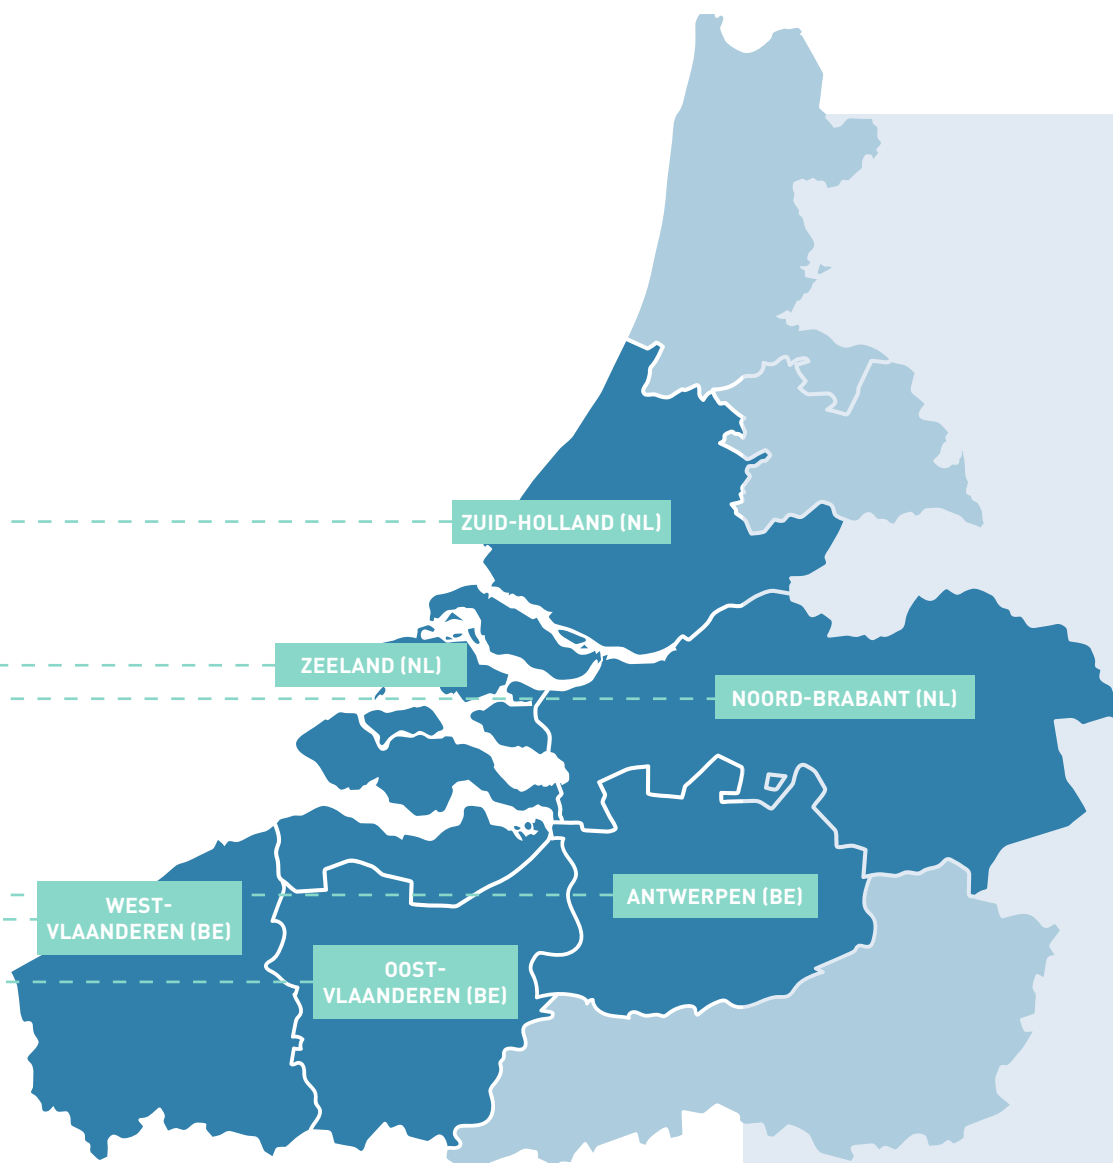 ZUID-HOLLAND (NL)
ZEELAND (NL)
NOORD-BRABANT (NL)
WEST-
VLAANDEREN (BE)
ANTWERPEN (BE)
OOST-
VLAANDEREN (BE)